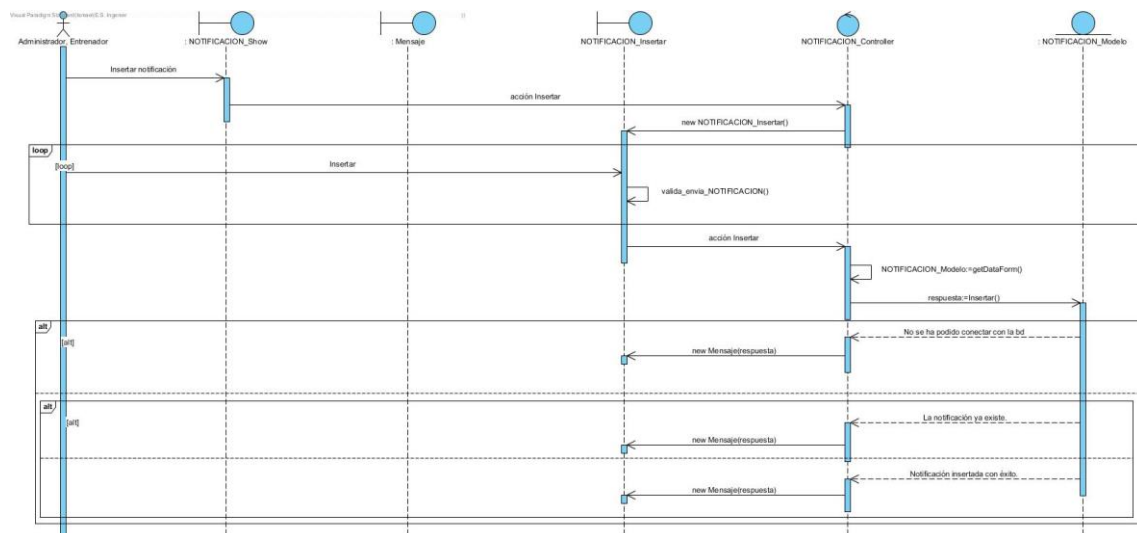 Administrador, Entrenador
: NOTIFICACION_Show
: Mensaje
NOTIFICACION_Insertar
NOTIFICACION_Controller
: NOTIFICACION_Modelo
Insertar notificación
acción Insertar
new NOTIFICACION_Insertar()
loop
[loop]
Insertar
valida_envia_NOTIFICACION()
acción Insertar
NOTIFICACION_Modelo:=getDataForm()
respuesta:=Insertar()
alt
[alt]
No se ha podido conectar con la bd
new Mensaje(respuesta)
alt
[alt]
La notificación ya existe.
new Mensaje(respuesta)
Notificación insertada con éxito.
new Mensaje(respuesta)